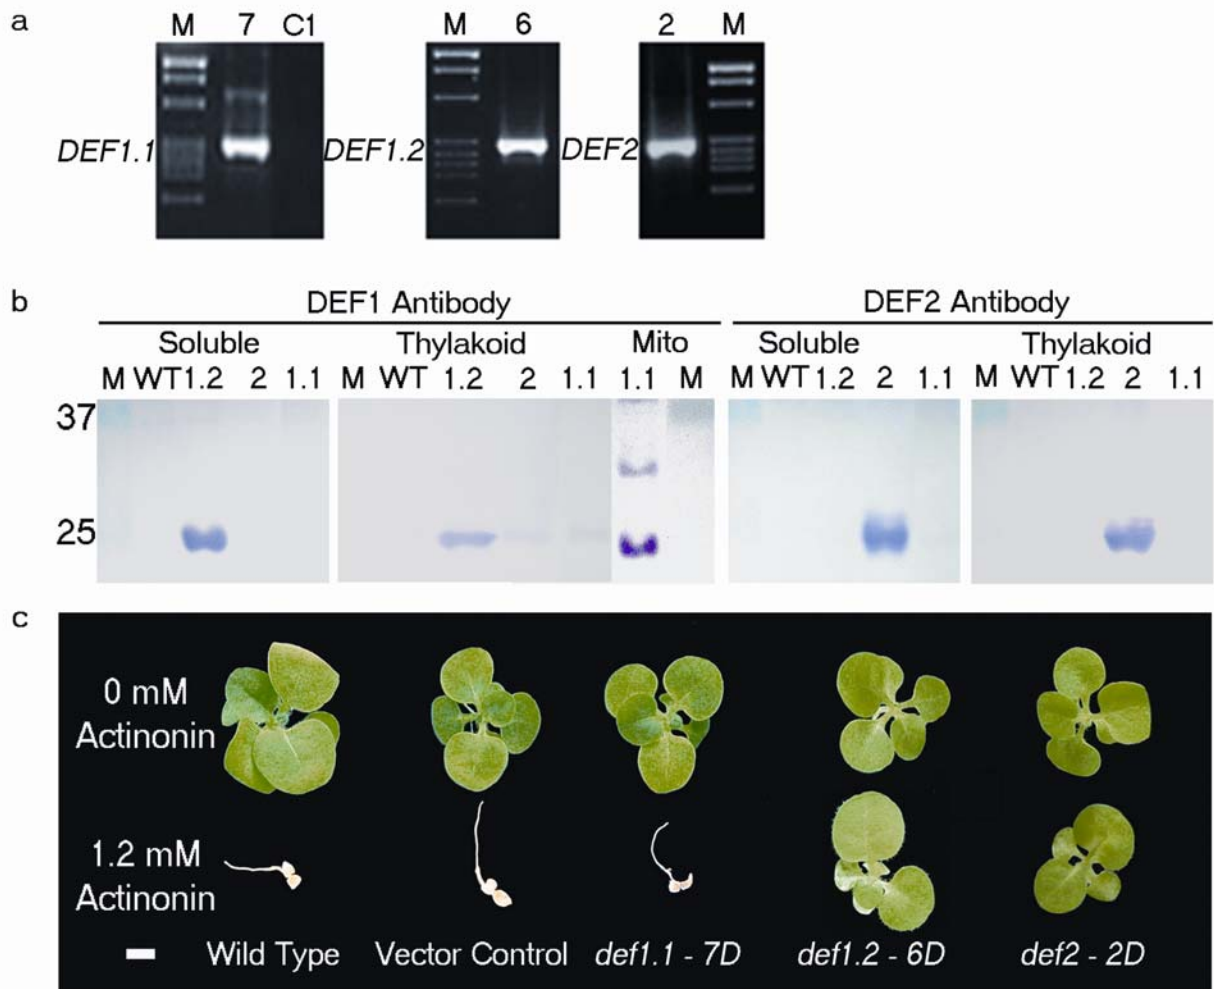 a
M 7 C1 M 6 2 M
DEF1.1 DEF1.2 DEF2
b
DEF1 Antibody DEF2 Antibody
Soluble Thylakoid Mito Soluble Thylakoid
M WT 1.2 2 1.1 M WT 1.2 2 1.1 1.1 M M WT 1.2 2 1.1 M WT 1.2 2 1.1
37
25
c
0 mM
Actinonin
1.2 mM
Actinonin
Wild Type Vector Control def1.1 - 7D def1.2 - 6D def2 - 2D